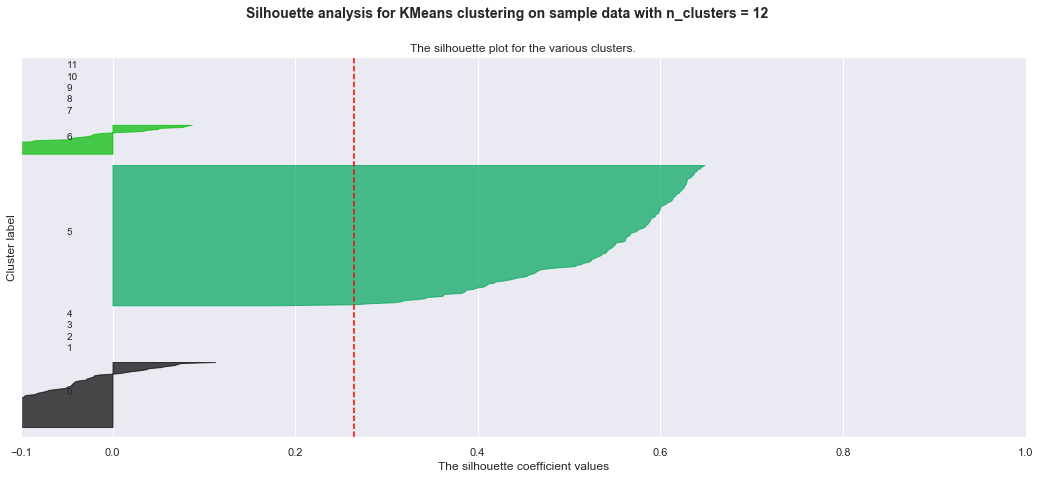 Silhouette analysis for KMeans clustering on sample data with n_clusters = 12
The silhouette plot for the various clusters.
11
10
9
8
7
6
5
4
3
2
1
0
Cluster label
−0.1 0.0 0.2 0.4 0.6 0.8 1.0
The silhouette coefficient values